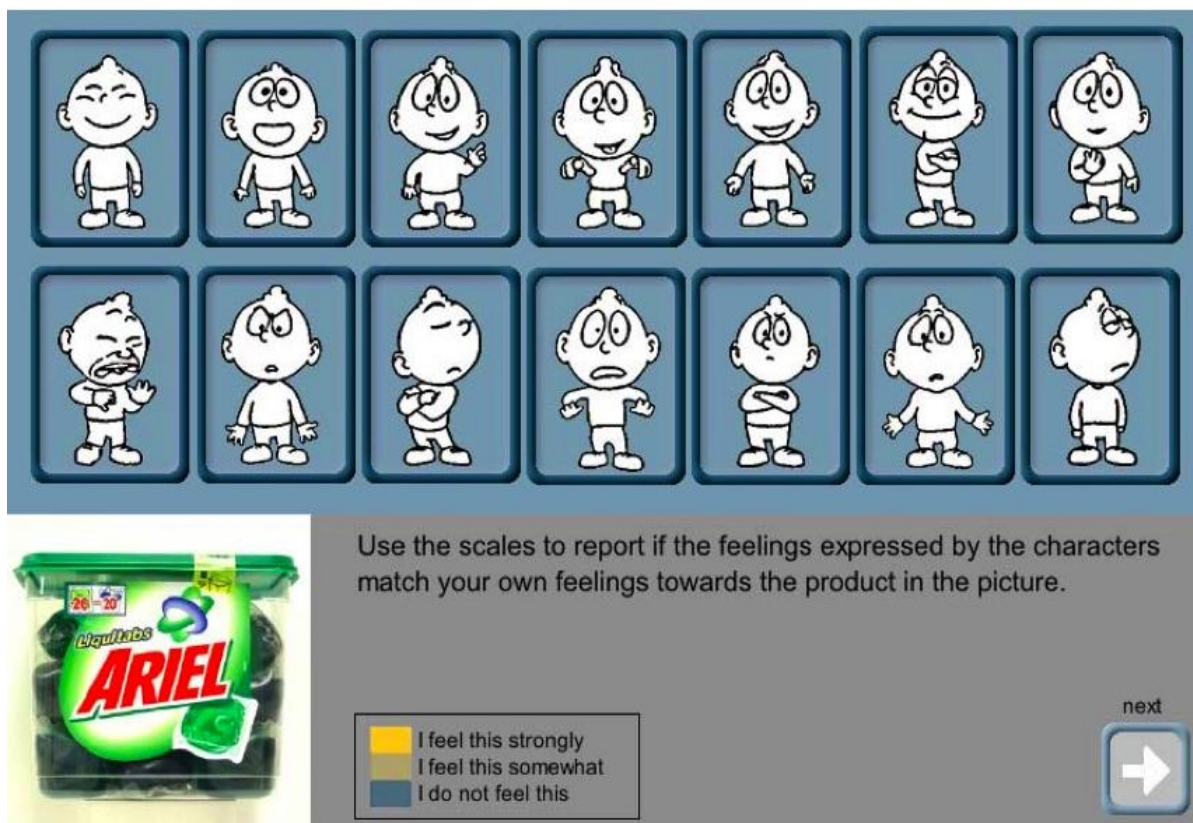 Use the scales to report if the feelings expressed by the characters
match your own feelings towards the product in the picture.
Liquitabs
ARIEL
next
I feel this strongly
I feel this somewhat
I do not feel this